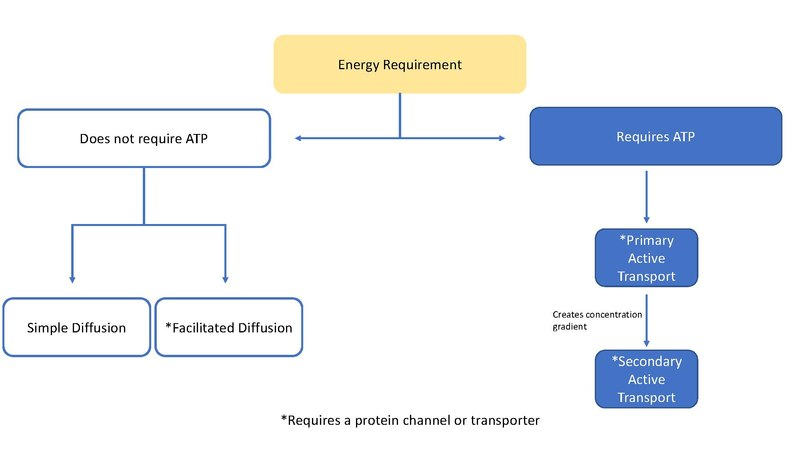 Energy Requirement
Does not require ATP
Requires ATP
*Primary
Active
Transport
Creates concentration
gradient
Simple Diffusion
*Facilitated Diffusion
*Secondary
Active
Transport
*Requires a protein channel or transporter